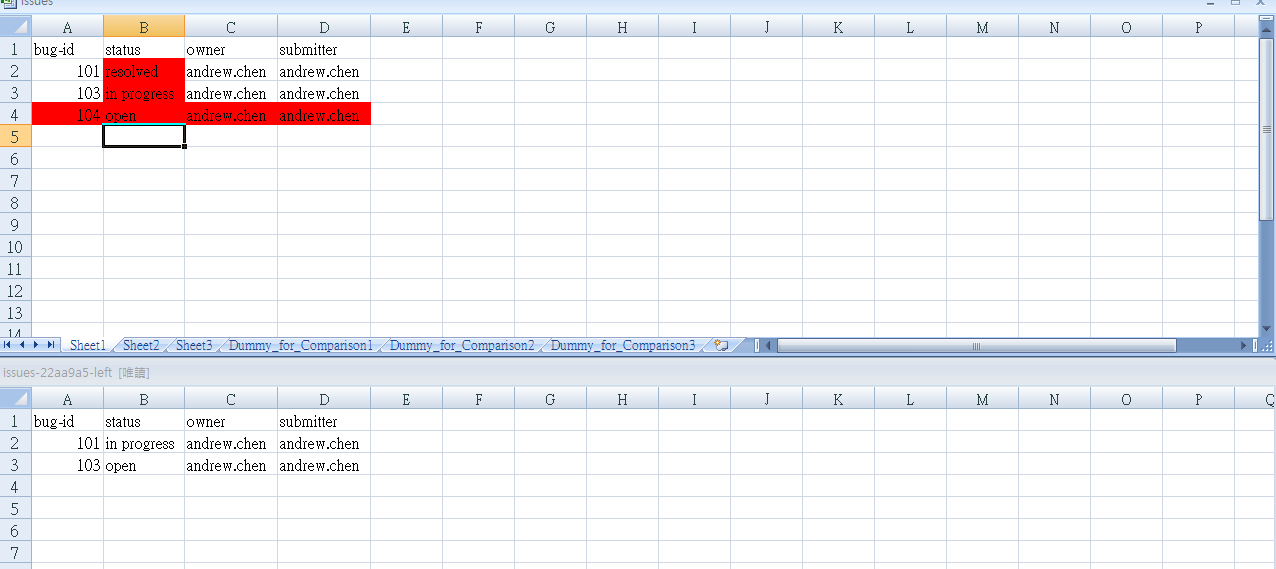 issues
A B C D E F G H I J K L M N O P
1 bug-id status owner submitter
2 101 resolved andrew.chen andrew.chen
3 103 in progress andrew.chen andrew.chen
4 104 open andrew.chen andrew.chen
5
6
7
8
9
10
11
12
13
14
Sheet1 Sheet2 Sheet3 Dummy_for_Comparison1 Dummy_for_Comparison2 Dummy_for_Comparison3
issues-22aa9a5-left [唯讀]
A B C D E F G H I J K L M N O P Q
1 bug-id status owner submitter
2 101 in progress andrew.chen andrew.chen
3 103 open andrew.chen andrew.chen
4
5
6
7